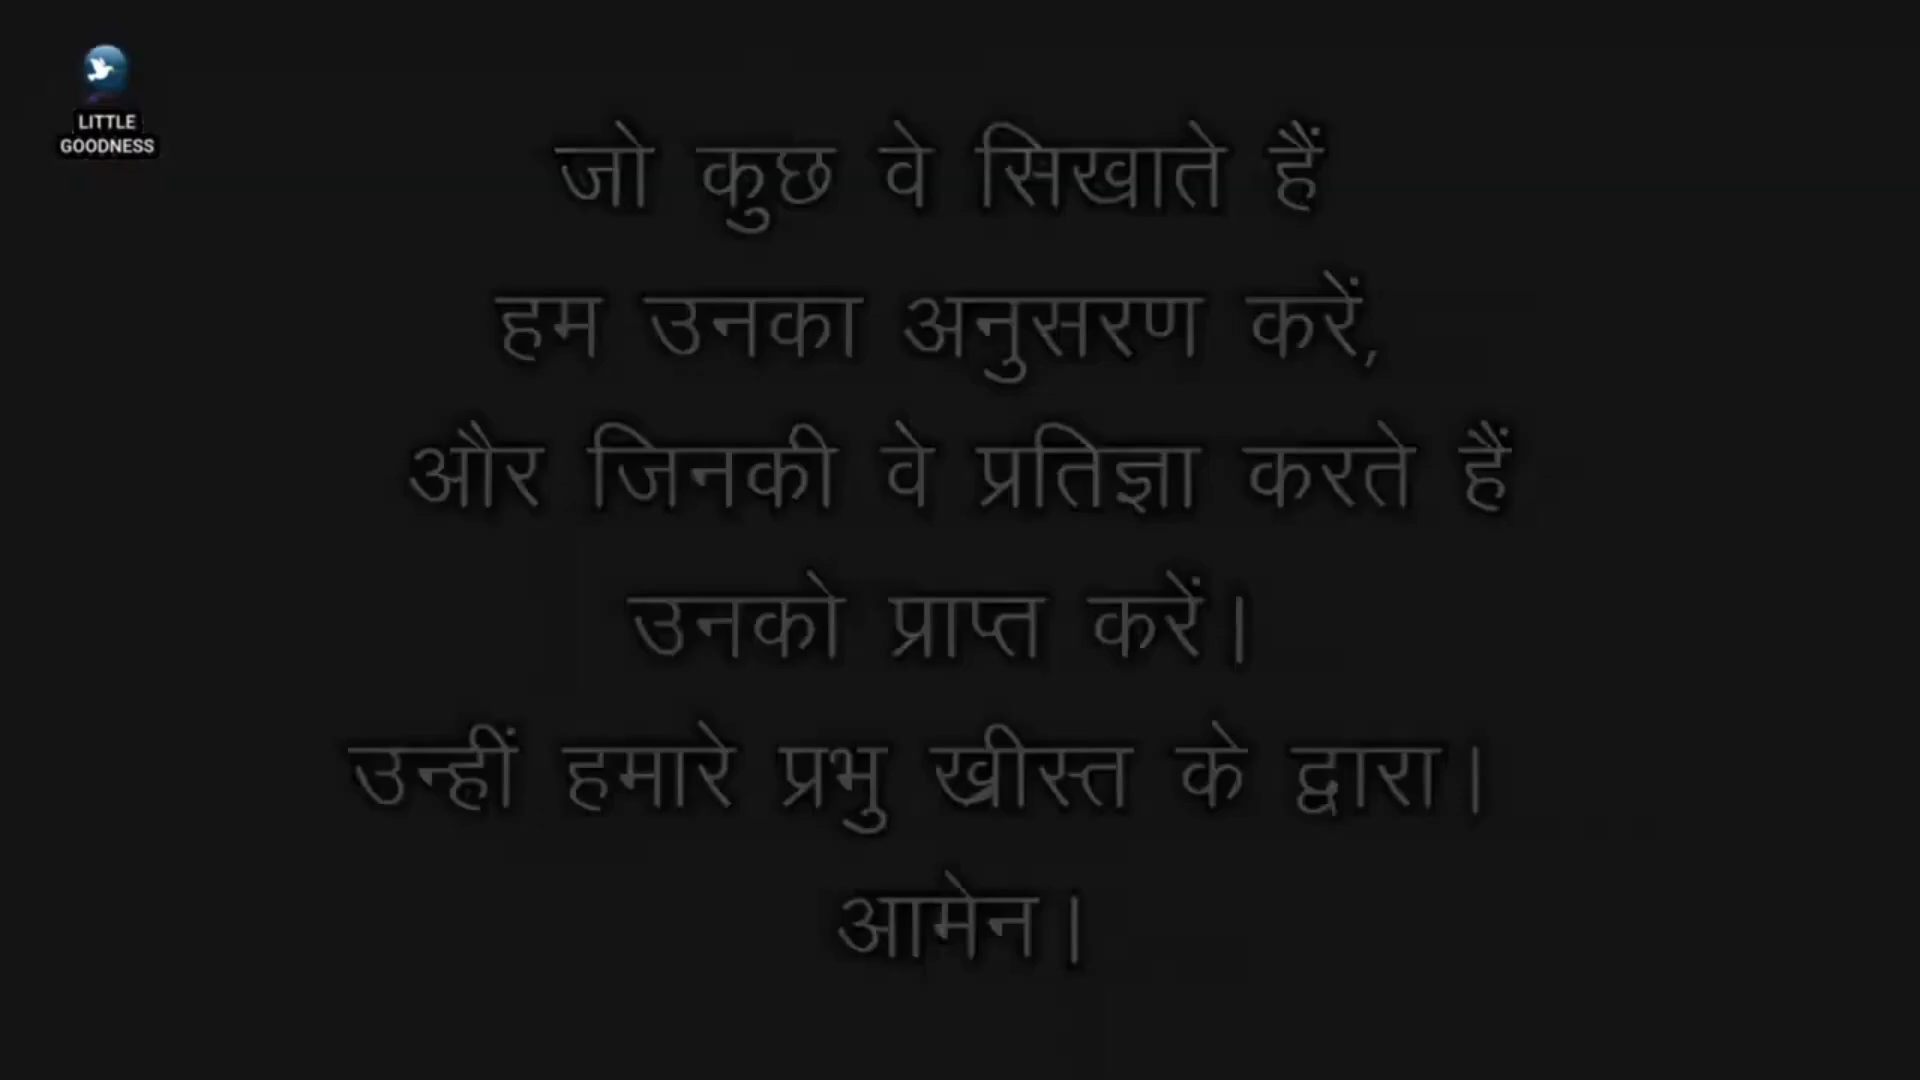 LITTLE
GOODNESS
जो कुछ वे सिखाते हैं
हम उनका अनुसरण करें,
और जिनकी वे प्रतिज्ञा करते हैं
उनको प्राप्त करें।
उन्हीं हमारे प्रभु ख्रीस्त के द्वारा।
आमेन।